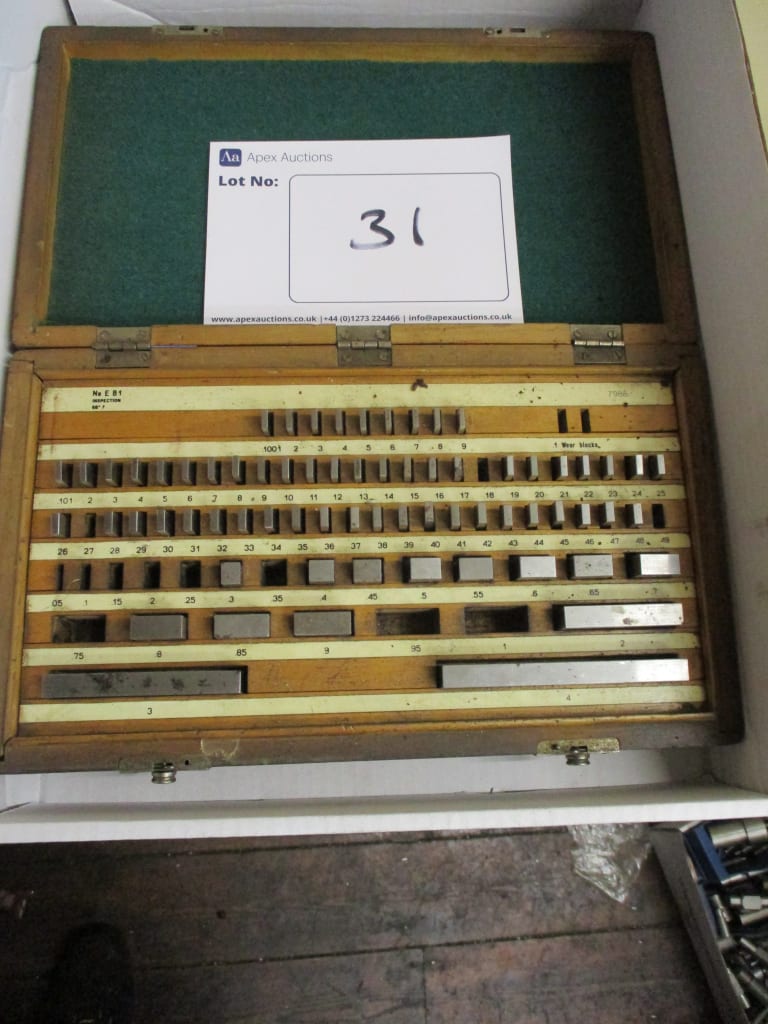 Aa Apex Auctions
Lot No:
31
www.apexauctions.co.uk | +44 (0)1273 224466 | info@apexauctions.co.uk
No E 81
INSPECTION
68° F
7986
1001 2 3 4 5 6 7 8 9 1 Wear blocks
.101 2 3 4 5 6 7 8 9 10 11 12 13 14 15 16 17 18 19 20 21 22 23 24 25
26 27 28 29 30 31 32 33 34 35 36 37 38 39 40 41 42 43 44 45 46 47 48 49
.05 .1 .15 .2 .25 .3 .35 .4 .45 .5 .55 .6 .65 .7
.75 .8 .85 .9 .95 1 2
3 4